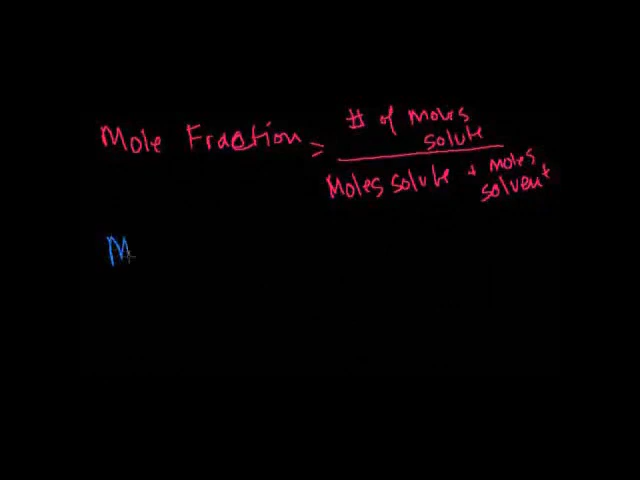 Mole Fraction = # of moles
solute
Moles solute + moles
solvent
M